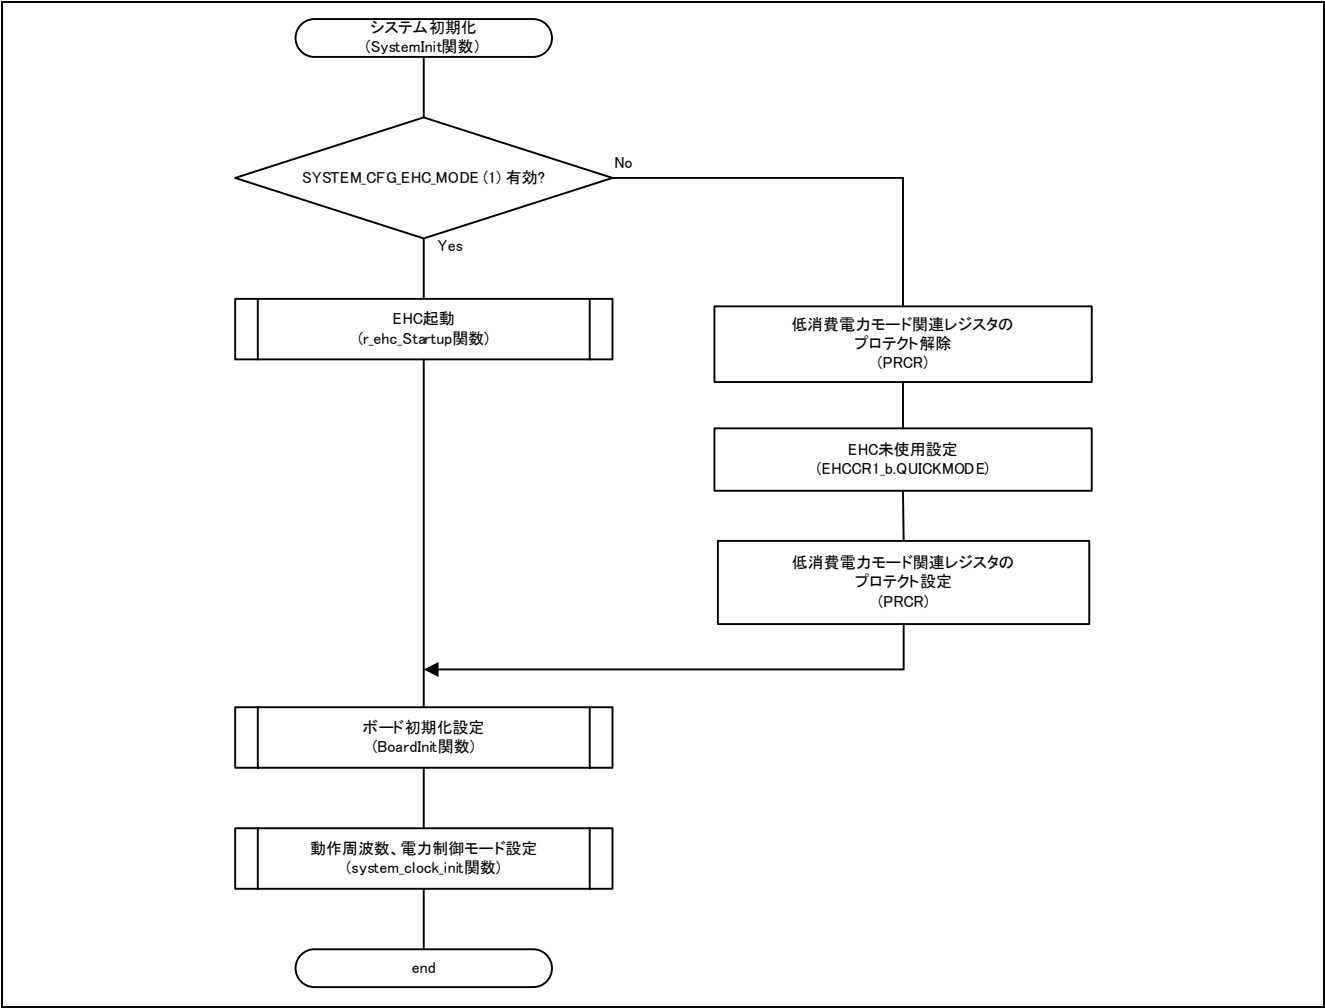 システム初期化
(SystemInit関数)
SYSTEM_CFG_EHC_MODE (1) 有効?
No
Yes
EHC起動
(r_ehc_Startup関数)
低消費電力モード関連レジスタの
プロテクト解除
(PRCR)
EHC未使用設定
(EHCCR1_b.QUICKMODE)
低消費電力モード関連レジスタの
プロテクト設定
(PRCR)
ボード初期化設定
(BoardInit関数)
動作周波数、電力制御モード設定
(system_clock_init関数)
end